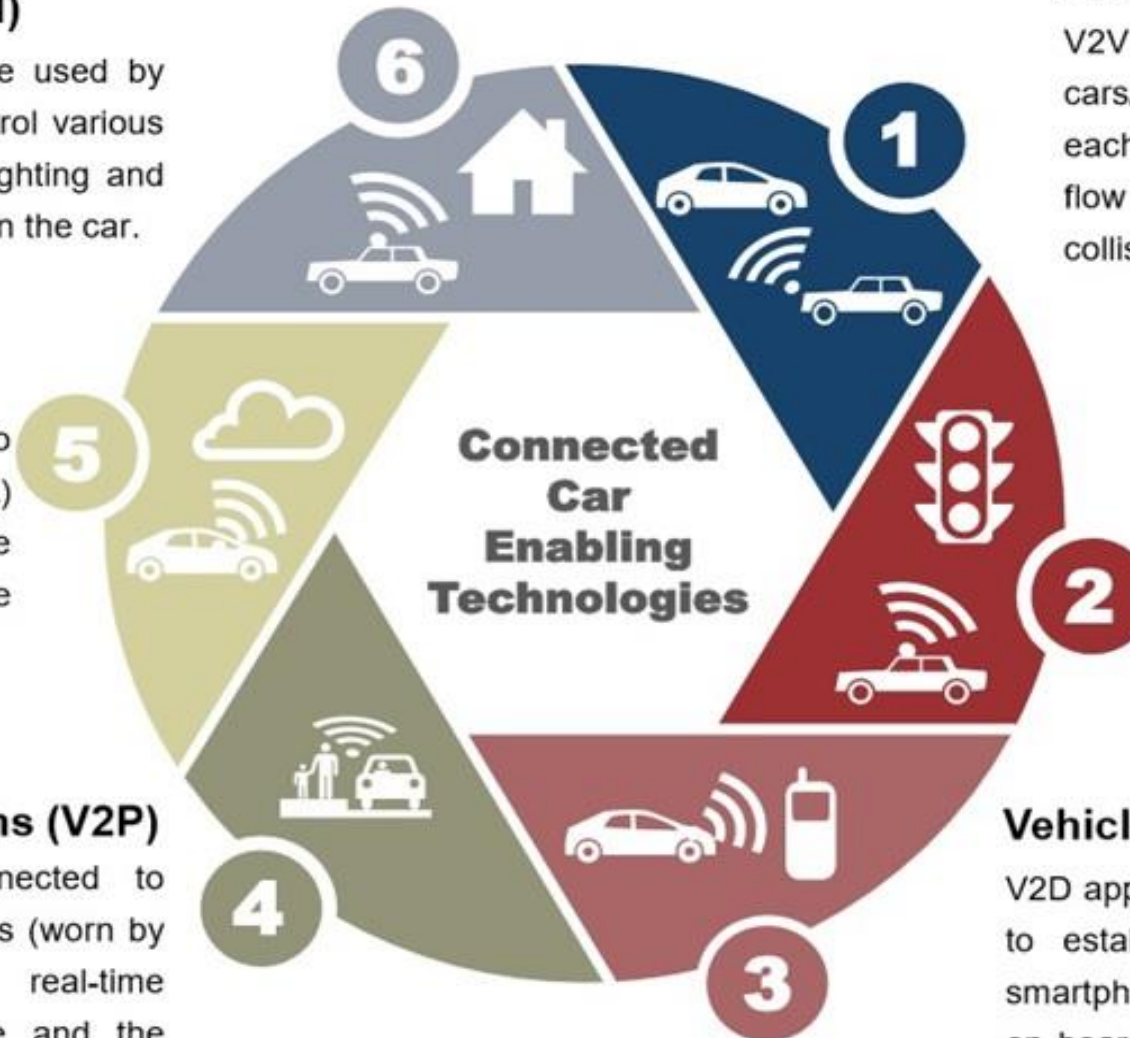 e used by
rol various
ghting and
n the car.
6
1
V2V
cars
each
flow
collis
5
Connected
Car
Enabling
Technologies
2
ns (V2P)
nected to
s (worn by
real-time
e and the
4
3
Vehicl
V2D app
to estal
smartph